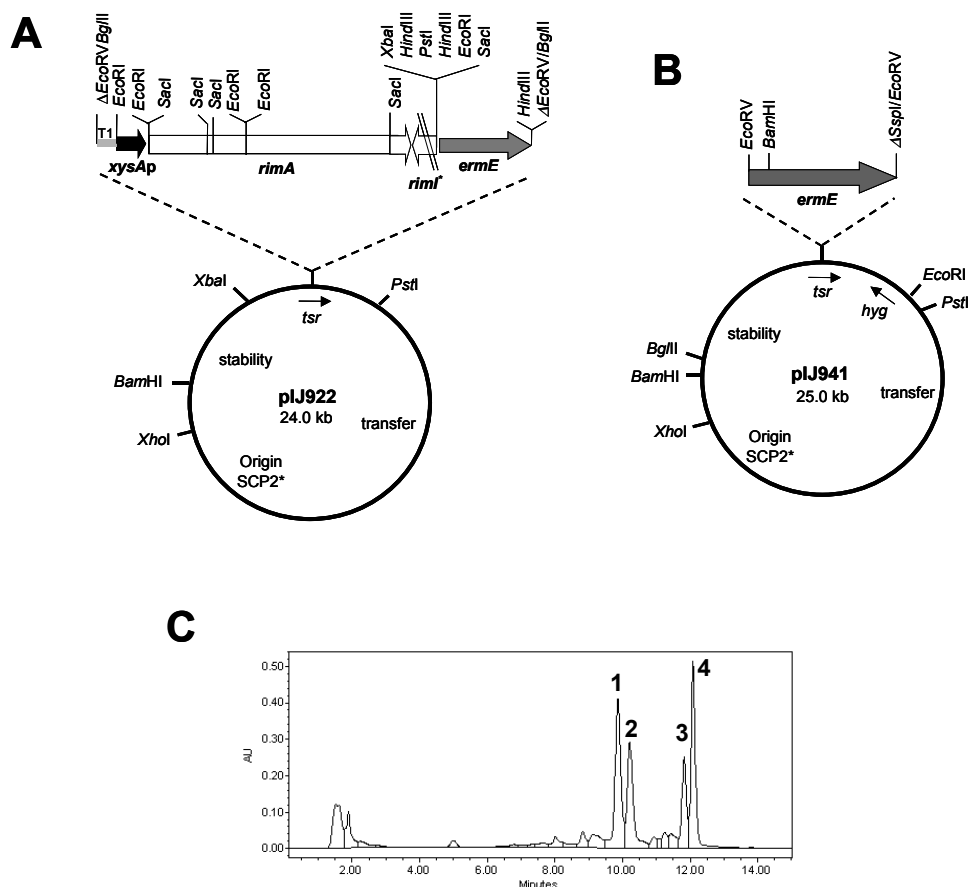 A
ΔEcoRV/BglII
EcoRI
EcoRI
SacI
SacI
SacI
EcoRI
EcoRI
SacI
XbaI
HindIII
PstI
HindIII
EcoRI
SacI
HindIII
ΔEcoRV/BglII
T1
xysAp
rimA
rimI*
ermE
XbaI
PstI
tsr
stability
BamHI
pIJ922
24.0 kb
transfer
XhoI
Origin
SCP2*
B
EcoRV
BamHI
ΔSspI/EcoRV
ermE
EcoRI
PstI
tsr
hyg
stability
BglII
BamHI
pIJ941
25.0 kb
transfer
XhoI
Origin
SCP2*
C
0.50
0.40
0.30
0.20
0.10
0.00
AU
1
2
3
4
2.00 4.00 6.00 8.00 10.00 12.00 14.00
Minutes